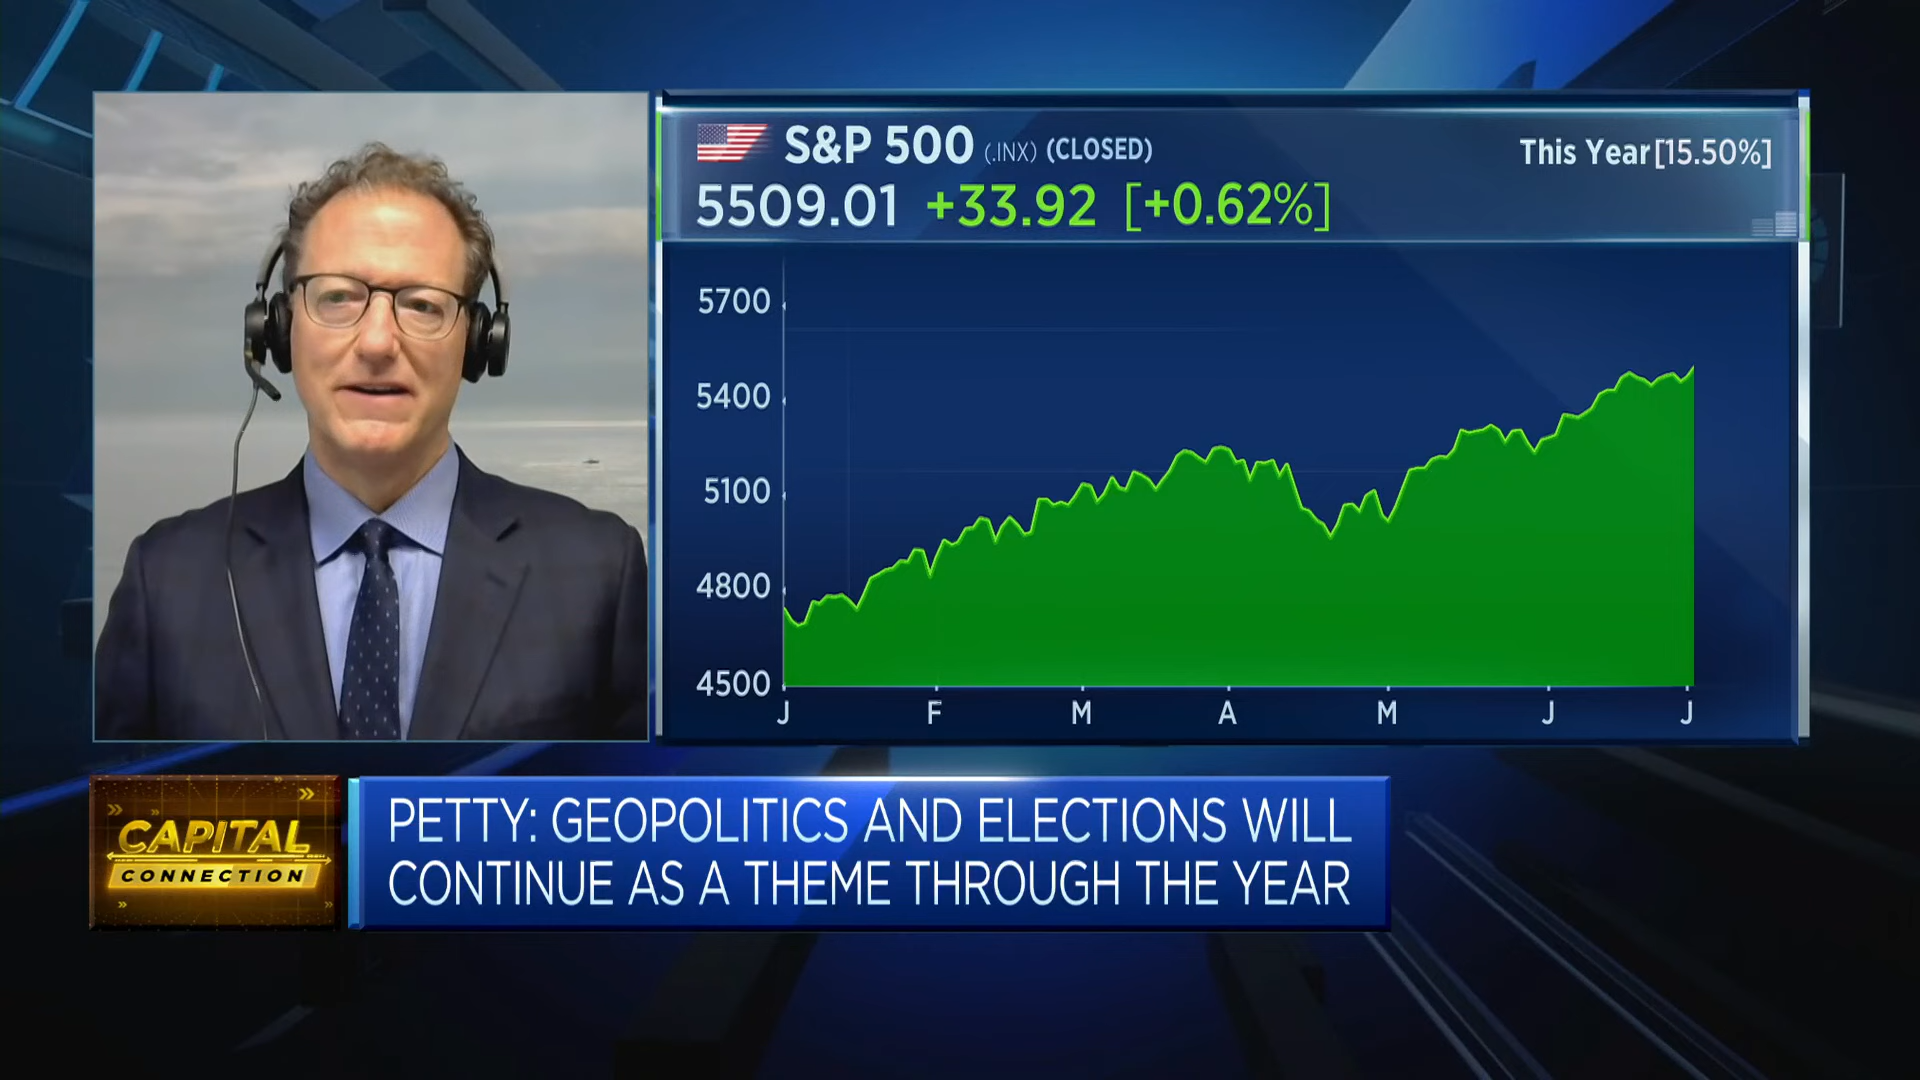 S&P 500 (.INX) (CLOSED)
This Year[15.50%]
5509.01 +33.92 [+0.62%]
5700
5400
5100
4800
4500
J F M A M J J
CAPITAL
CONNECTION
PETTY: GEOPOLITICS AND ELECTIONS WILL
CONTINUE AS A THEME THROUGH THE YEAR